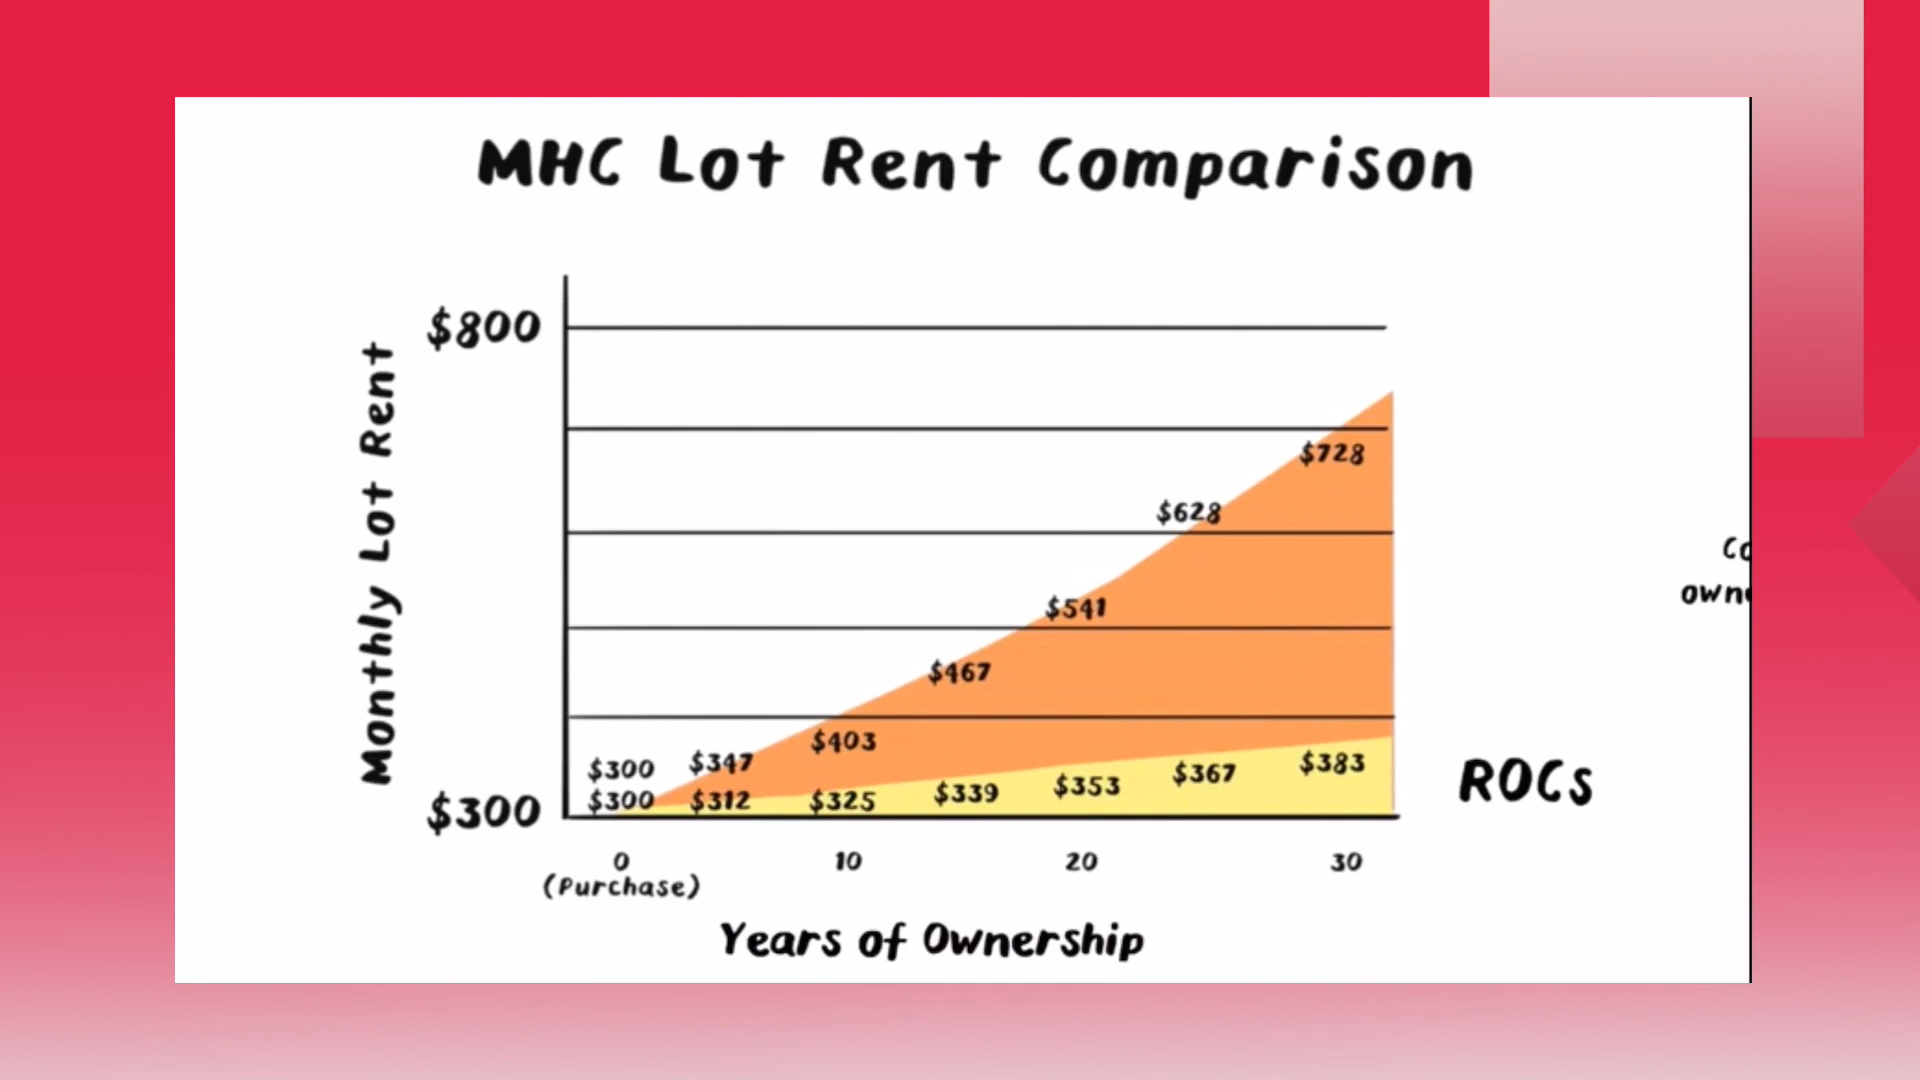 MHC Lot Rent Comparison
Monthly Lot Rent
$800
$300
$300 $347 $403 $467 $541 $628 $728
$300 $312 $325 $339 $353 $367 $383
ROCs
0 10 20 30
(Purchase)
Years of Ownership